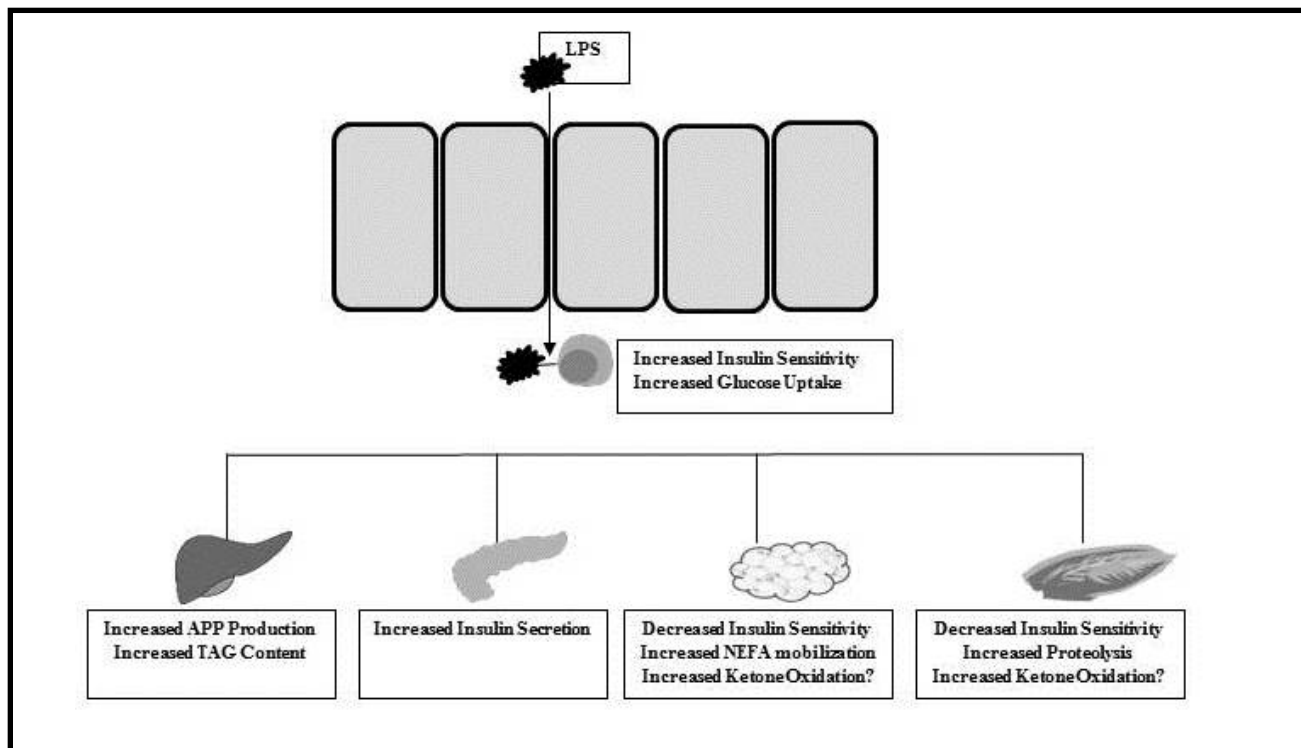 LPS
Increased Insulin Sensitivity
Increased Glucose Uptake
Increased APP Production
Increased TAG Content
Increased Insulin Secretion
Decreased Insulin Sensitivity
Increased NEFA mobilization
Increased Ketone Oxidation?
Decreased Insulin Sensitivity
Increased Proteolysis
Increased Ketone Oxidation?